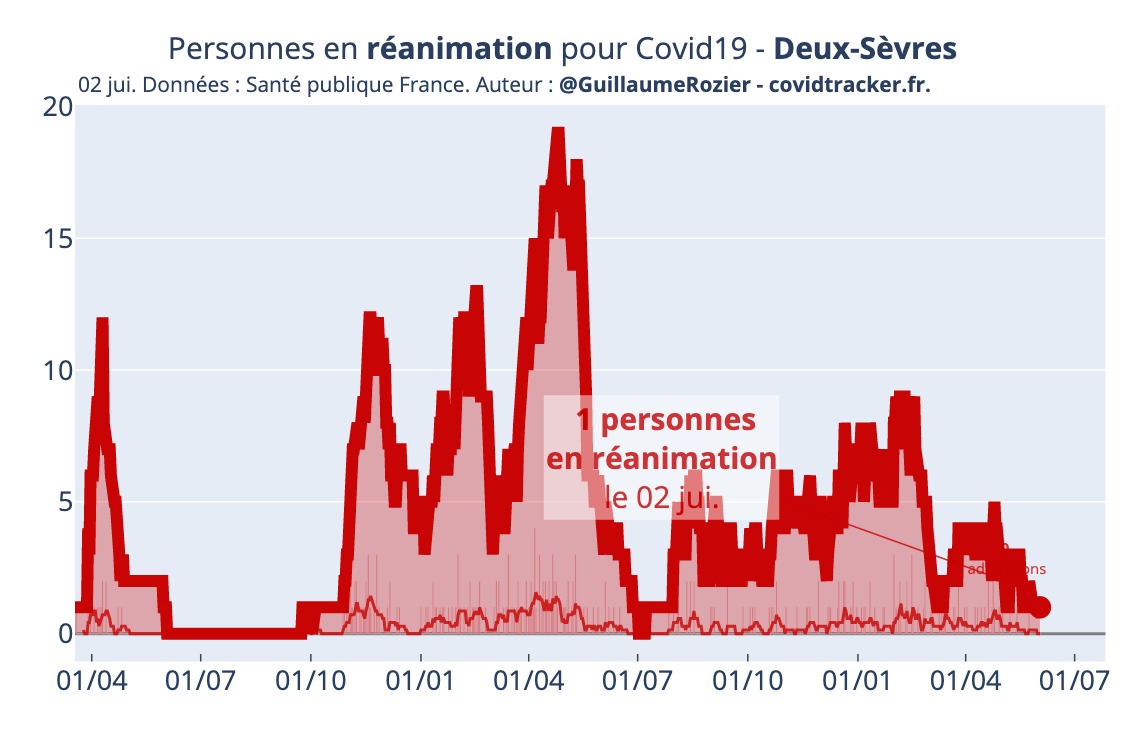 Personnes en réanimation pour Covid19 - Deux-Sèvres
02 jui. Données : Santé publique France. Auteur : @GuillaumeRozier - covidtracker.fr.
20
15
10
5
0
1 personnes
en réanimation
le 02 jui.
01/04 01/07 01/10 01/01 01/04 01/07 01/10 01/01 01/04 01/07